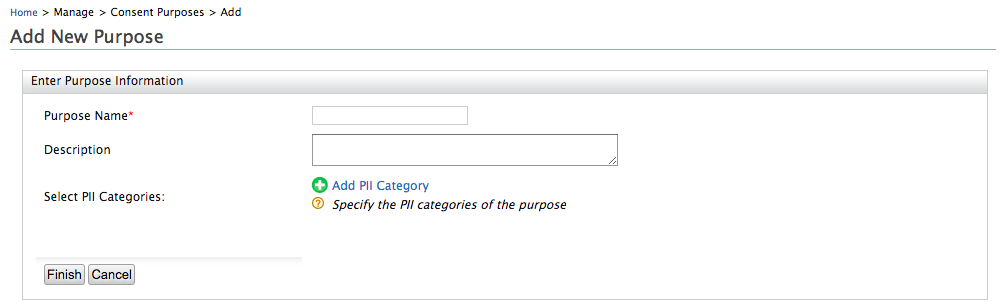 Home > Manage > Consent Purposes > Add
Add New Purpose
Enter Purpose Information
Purpose Name*
Description
Select PII Categories:
Add PII Category
? Specify the PII categories of the purpose
Finish Cancel